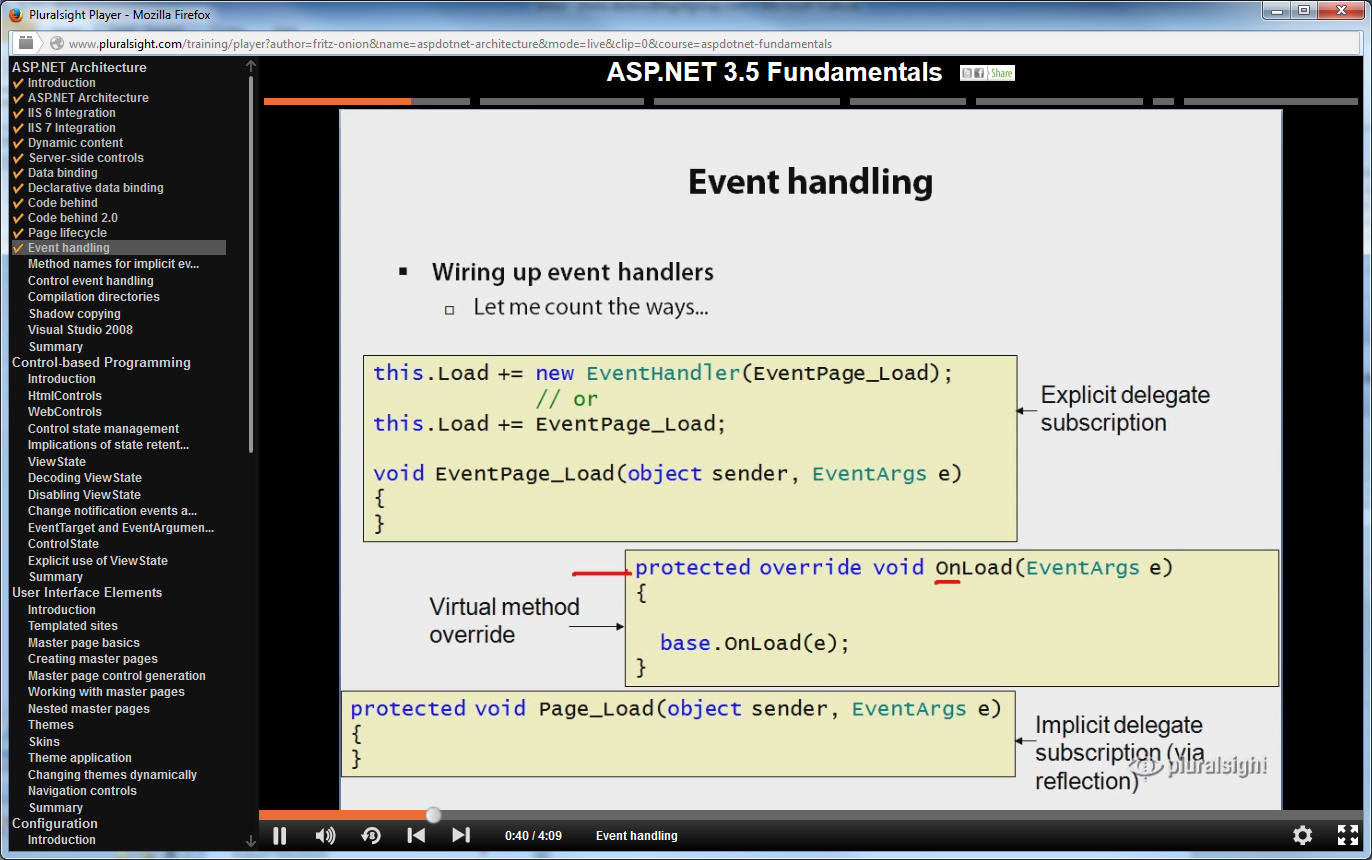 Pluralsight Player - Mozilla Firefox
www.pluralsight.com/training/player?author=fritz-onion&name=aspdotnet-architecture&mode=live&clip=0&course=aspdotnet-fundamentals
ASP.NET Architecture
Introduction
ASP.NET Architecture
IIS 6 Integration
IIS 7 Integration
Dynamic content
Server-side controls
Data binding
Declarative data binding
Code behind
Code behind 2.0
Page lifecycle
Event handling
Method names for implicit ev...
Control event handling
Compilation directories
Shadow copying
Visual Studio 2008
Summary
Control-based Programming
Introduction
HtmlControls
WebControls
Control state management
Implications of state retent...
ViewState
Decoding ViewState
Disabling ViewState
Change notification events a...
EventTarget and EventArgumen...
ControlState
Explicit use of ViewState
Summary
User Interface Elements
Introduction
Templated sites
Master page basics
Creating master pages
Master page control generation
Working with master pages
Nested master pages
Themes
Skins
Theme application
Changing themes dynamically
Navigation controls
Summary
Configuration
Introduction
ASP.NET 3.5 Fundamentals
Share
Event handling
Wiring up event handlers
Let me count the ways...
this.Load += new EventHandler(EventPage_Load);
// or
this.Load += EventPage_Load;
void EventPage_Load(object sender, EventArgs e)
{
}
Explicit delegate
subscription
Virtual method
override
protected override void OnLoad(EventArgs e)
{
base.OnLoad(e);
}
protected void Page_Load(object sender, EventArgs e)
{
}
Implicit delegate
subscription (via
reflection)
pluralsight
8
0:40 / 4:09
Event handling